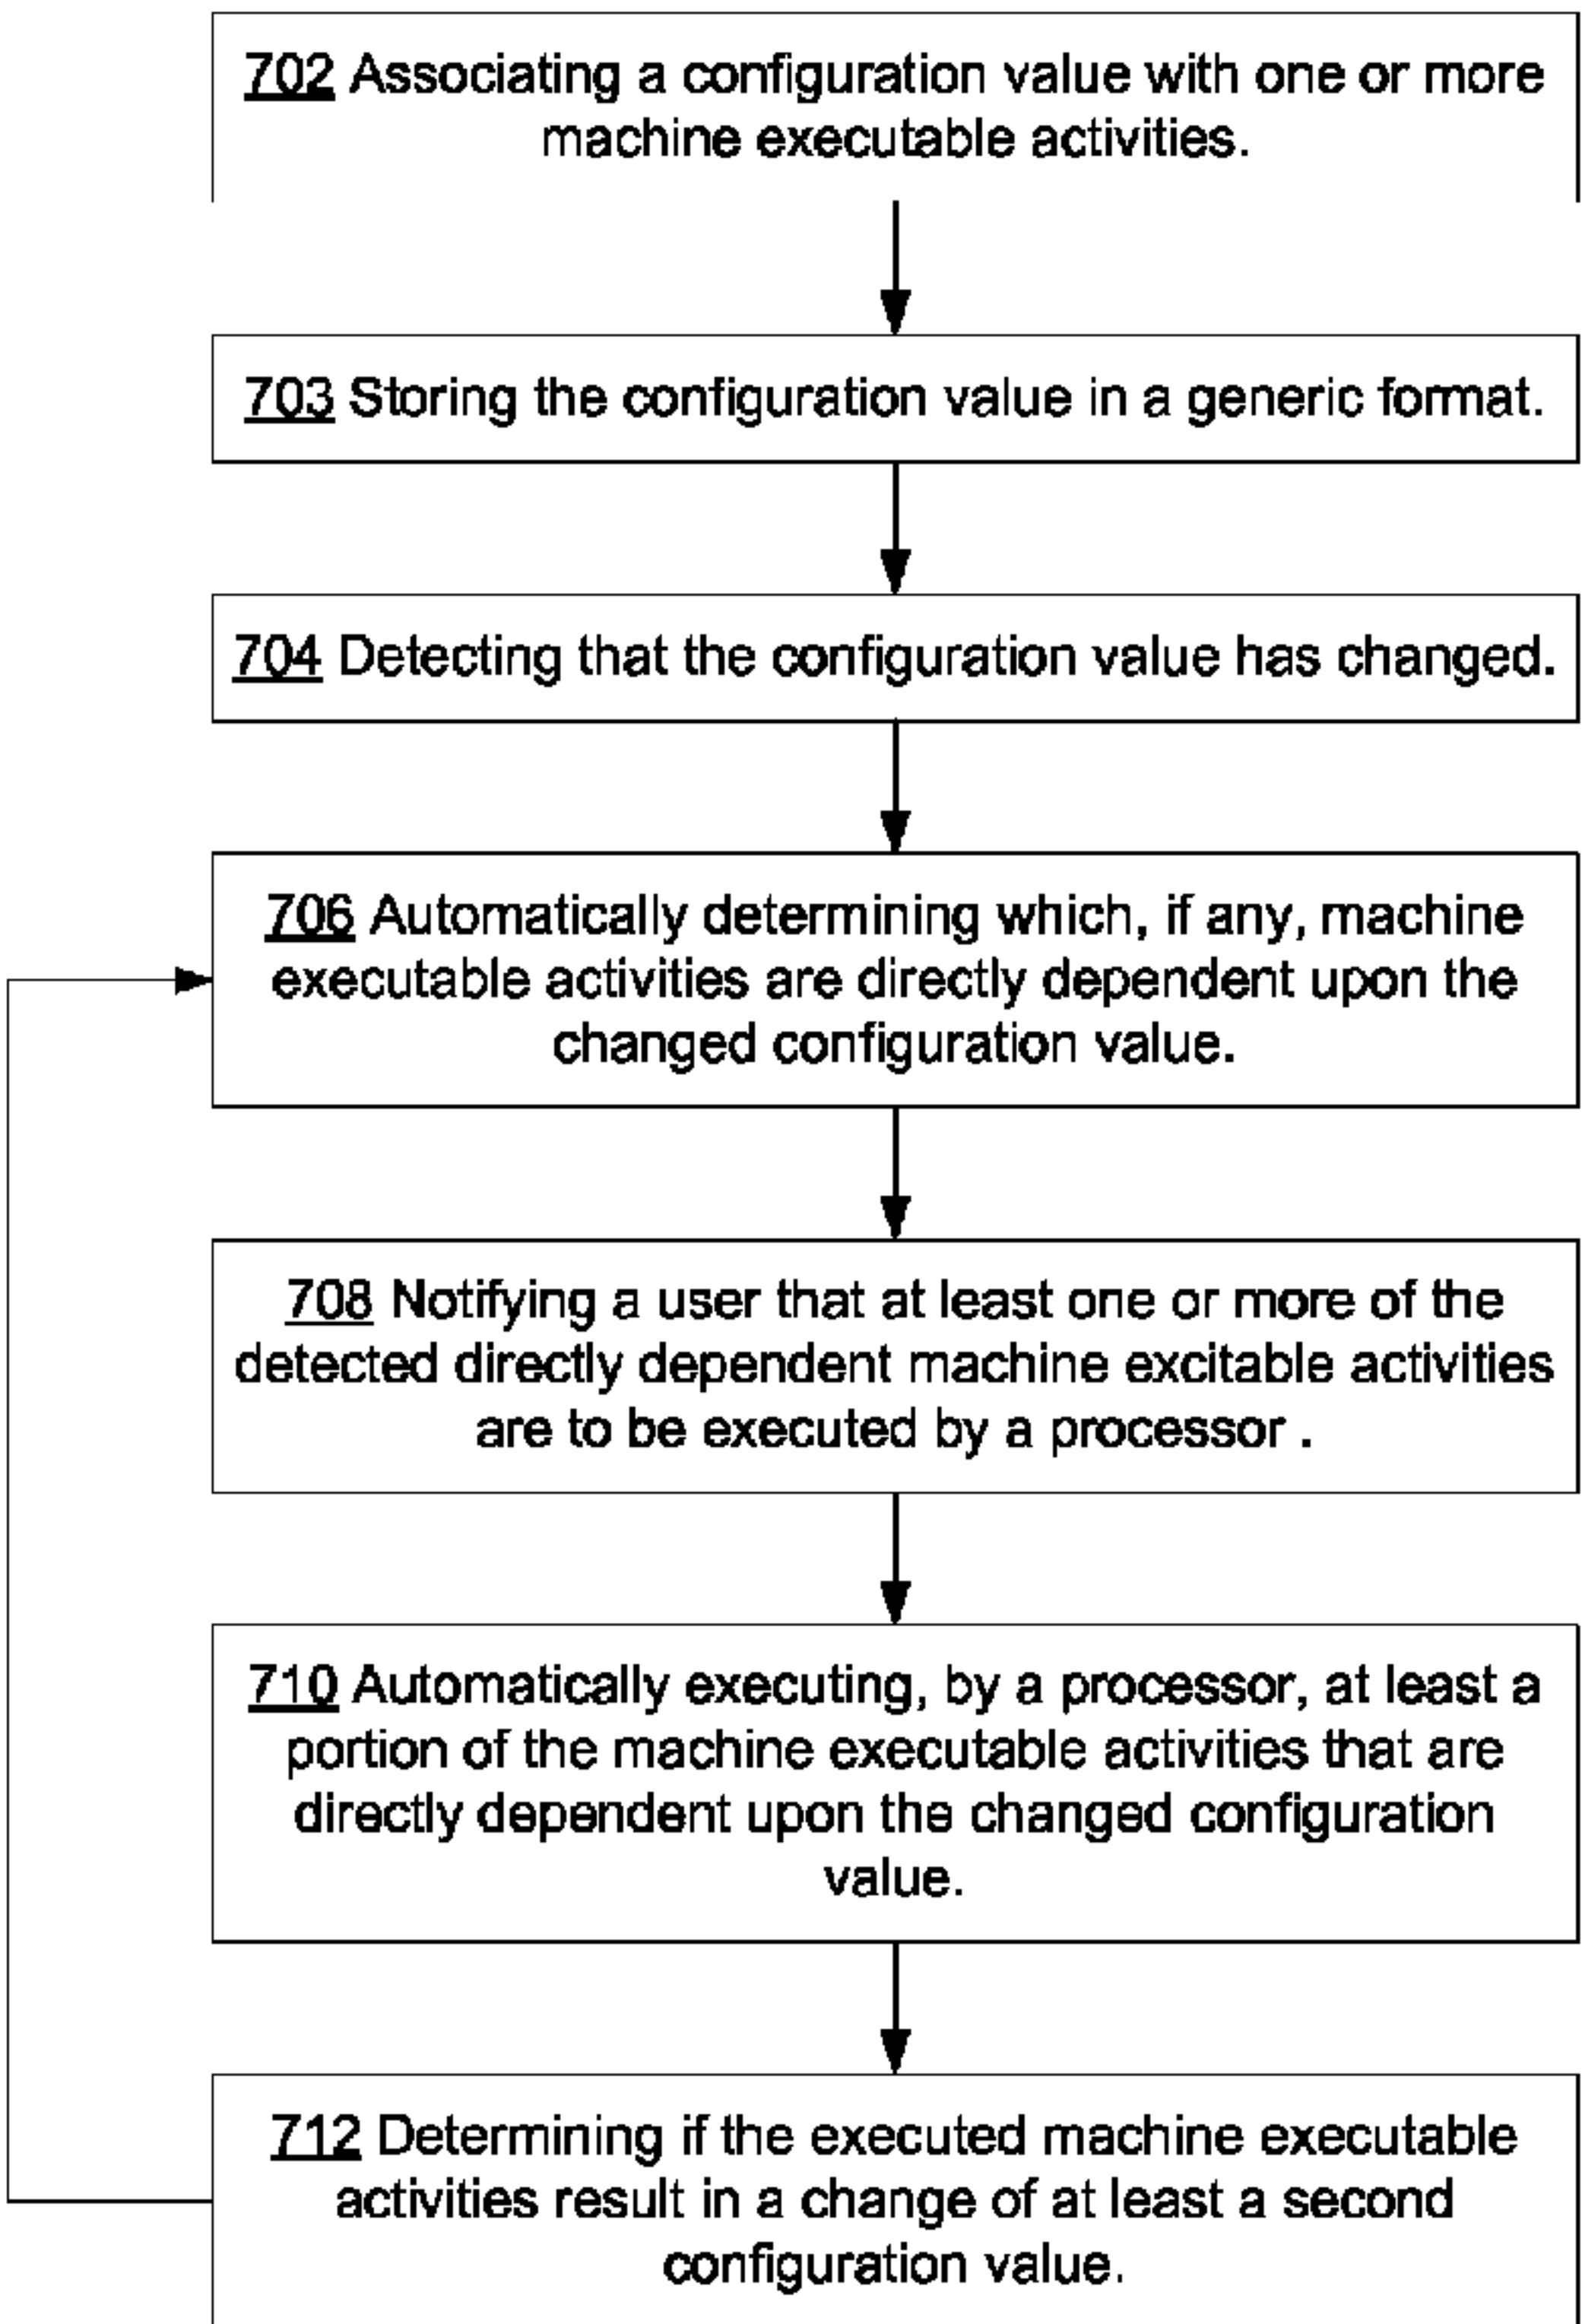 702 Associating a configuration value with one or more
machine executable activities.
703 Storing the configuration value in a generic format.
704 Detecting that the configuration value has changed.
706 Automatically determining which, if any, machine
executable activities are directly dependent upon the
changed configuration value.
708 Notifying a user that at least one or more of the
detected directly dependent machine excitable activities
are to be executed by a processor .
710 Automatically executing, by a processor, at least a
portion of the machine executable activities that are
directly dependent upon the changed configuration
value.
712 Determining if the executed machine executable
activities result in a change of at least a second
configuration value.